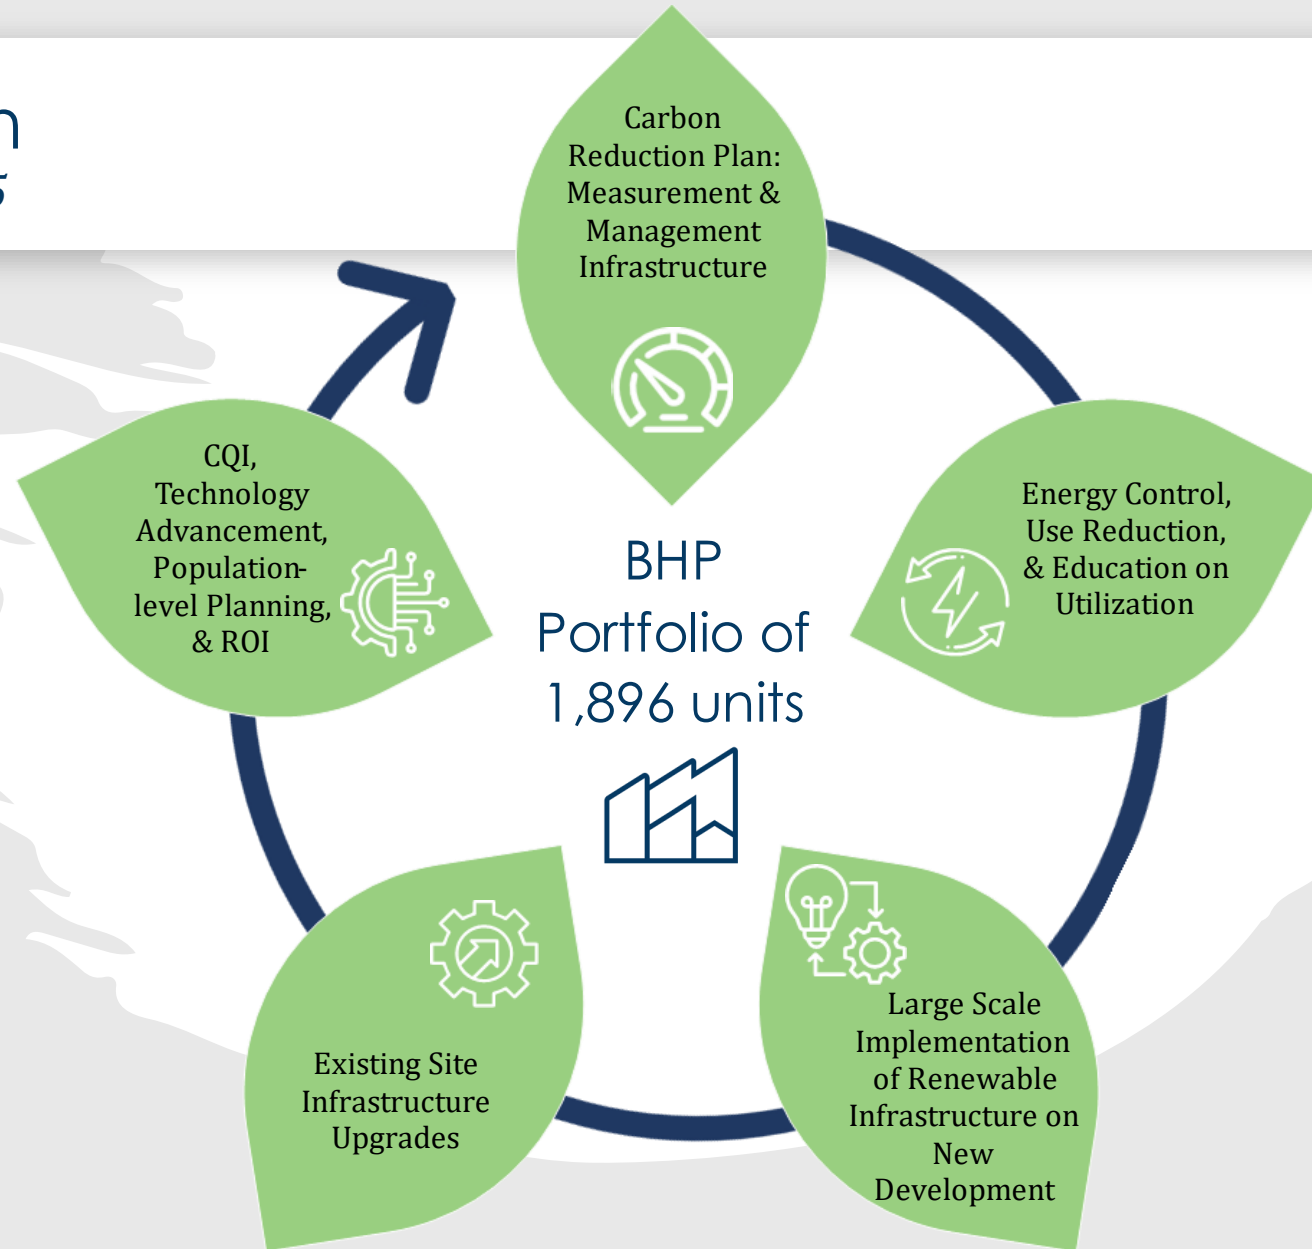 Carbon
Reduction Plan:
Measurement &
Management
Infrastructure
Energy Control,
Use Reduction,
& Education on
Utilization
Large Scale
Implementation
of Renewable
Infrastructure on
New
Development
Existing Site
Infrastructure
Upgrades
CQI,
Technology
Advancement,
Population-
level Planning,
& ROI
BHP
Portfolio of
1,896 units